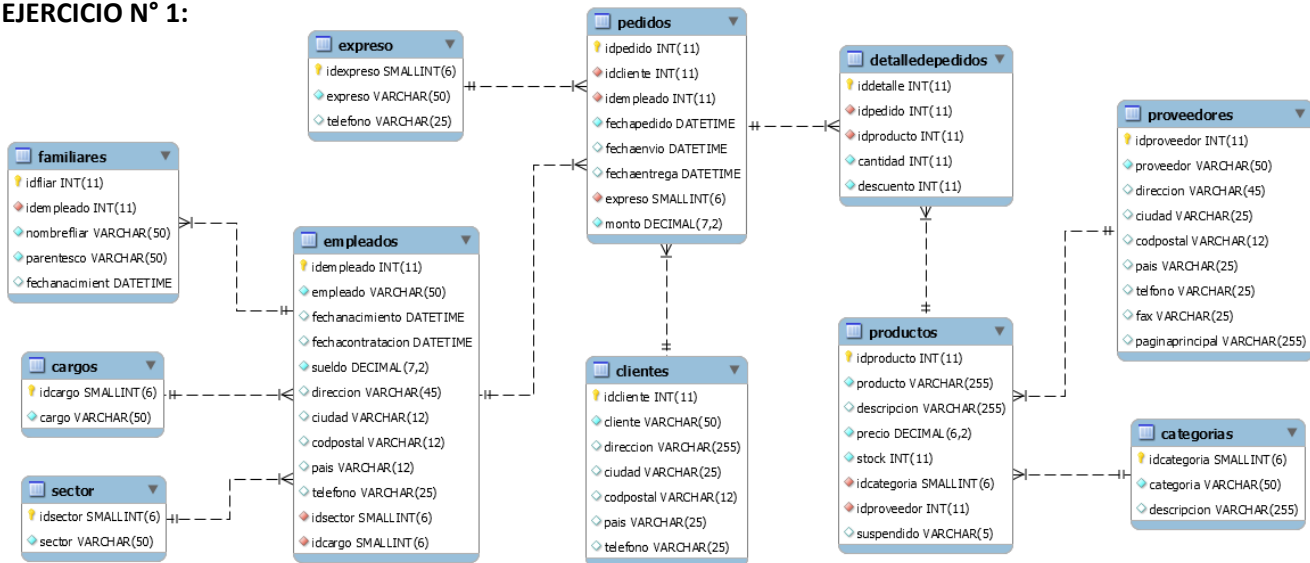 EJERCICIO N° 1:
expreso
idexpreso SMALLINT(6)
expreso VARCHAR(50)
telefono VARCHAR(25)
pedidos
idpedido INT(11)
idcliente INT(11)
idempleado INT(11)
fechapedido DATETIME
fechaenvio DATETIME
fechaentrega DATETIME
expreso SMALLINT(6)
monto DECIMAL(7,2)
detalledepedidos
iddetalle INT(11)
idpedido INT(11)
idproducto INT(11)
cantidad INT(11)
descuento INT(11)
proveedores
idproveedor INT(11)
proveedor VARCHAR(50)
direccion VARCHAR(45)
ciudad VARCHAR(25)
codpostal VARCHAR(12)
pais VARCHAR(25)
telfono VARCHAR(25)
fax VARCHAR(25)
paginaprincipal VARCHAR(255)
familiares
idfliar INT(11)
idempleado INT(11)
nombrefliar VARCHAR(50)
parentesco VARCHAR(50)
fechanacimient DATETIME
empleados
idempleado INT(11)
empleado VARCHAR(50)
fechanacimiento DATETIME
fechacontratacion DATETIME
sueldo DECIMAL(7,2)
direccion VARCHAR(45)
ciudad VARCHAR(12)
codpostal VARCHAR(12)
pais VARCHAR(12)
telefono VARCHAR(25)
idsector SMALLINT(6)
idcargo SMALLINT(6)
cargos
idcargo SMALLINT(6)
cargo VARCHAR(50)
sector
idsector SMALLINT(6)
sector VARCHAR(50)
clientes
idcliente INT(11)
cliente VARCHAR(50)
direccion VARCHAR(255)
ciudad VARCHAR(25)
codpostal VARCHAR(12)
pais VARCHAR(25)
telefono VARCHAR(25)
productos
idproducto INT(11)
producto VARCHAR(255)
descripcion VARCHAR(255)
precio DECIMAL(6,2)
stock INT(11)
idcategoria SMALLINT(6)
idproveedor INT(11)
suspendido VARCHAR(5)
categorias
idcategoria SMALLINT(6)
categoria VARCHAR(50)
descripcion VARCHAR(255)